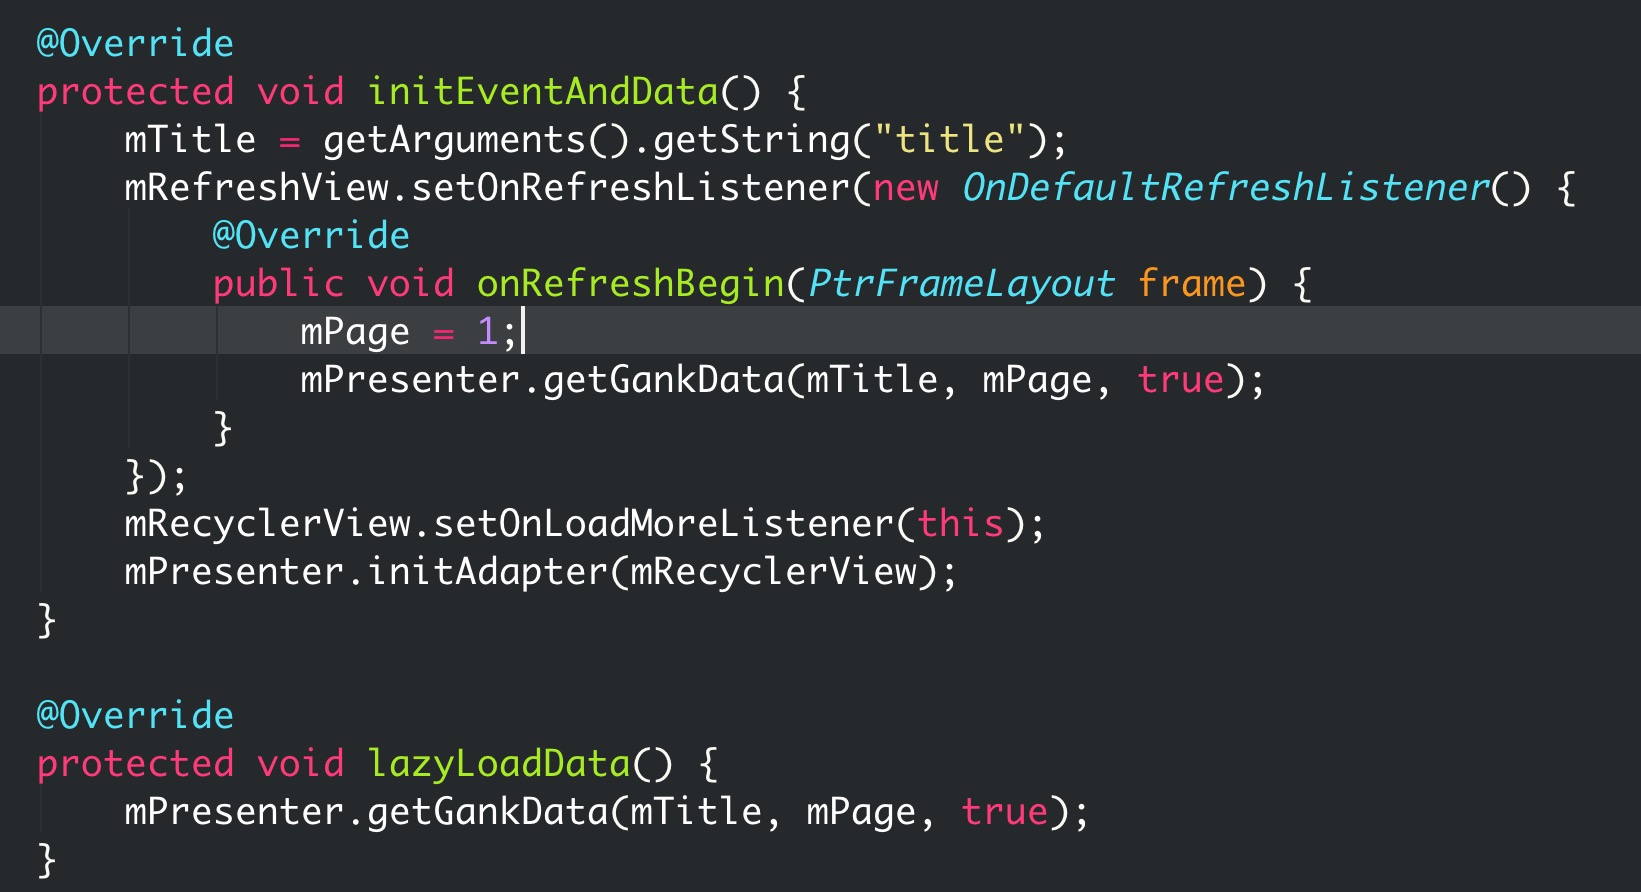 @Override
protected void initEventAndData() {
    mTitle = getArguments().getString("title");
    mRefreshView.setOnRefreshListener(new OnDefaultRefreshListener() {
        @Override
        public void onRefreshBegin(PtrFrameLayout frame) {
            mPage = 1;
            mPresenter.getGankData(mTitle, mPage, true);
        }
    });
    mRecyclerView.setOnLoadMoreListener(this);
    mPresenter.initAdapter(mRecyclerView);
}

@Override
protected void lazyLoadData() {
    mPresenter.getGankData(mTitle, mPage, true);
}